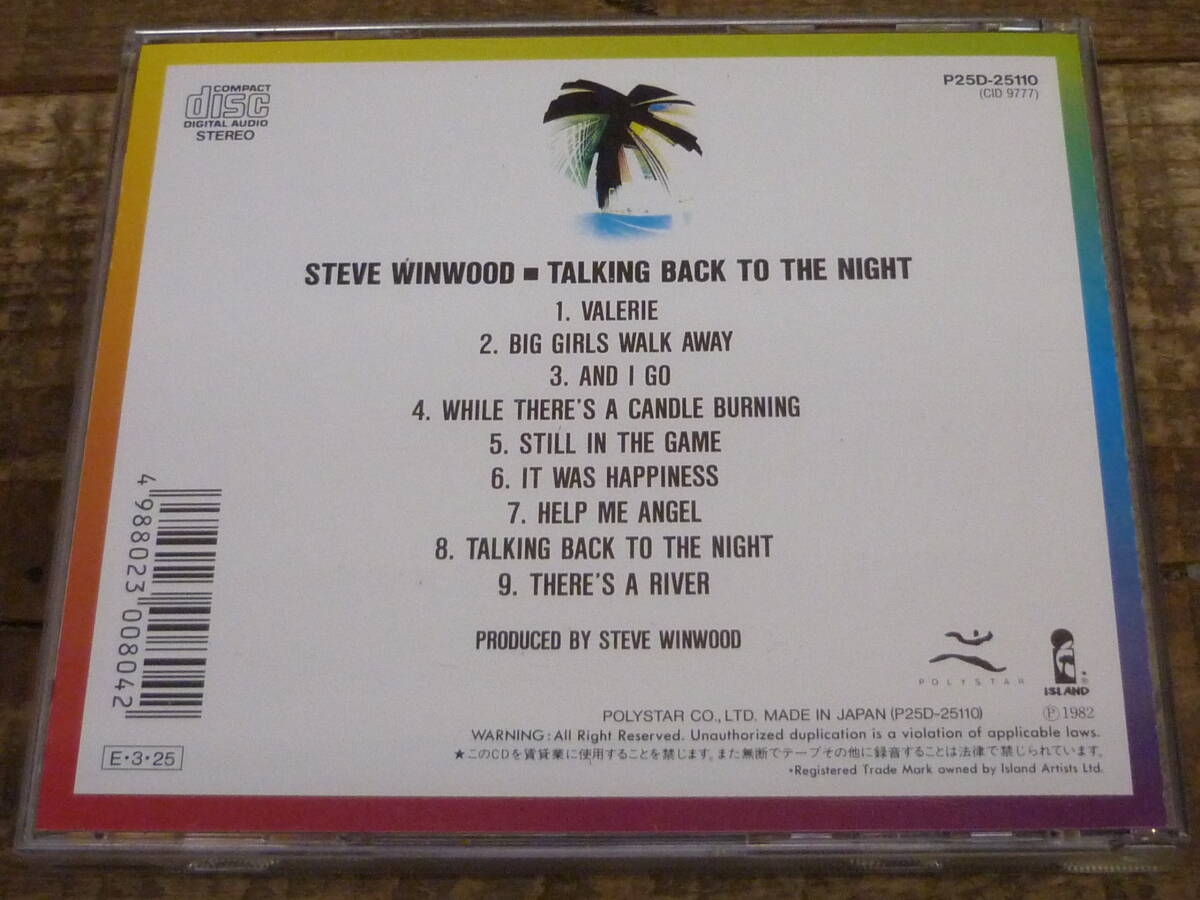 COMPACT
disc
DIGITAL AUDIO
STEREO
P25D-25110
(CID 9777)
STEVE WINWOOD ■ TALKING BACK TO THE NIGHT
1. VALERIE
2. BIG GIRLS WALK AWAY
3. AND I GO
4. WHILE THERE'S A CANDLE BURNING
5. STILL IN THE GAME
6. IT WAS HAPPINESS
7. HELP ME ANGEL
8. TALKING BACK TO THE NIGHT
9. THERE'S A RIVER
PRODUCED BY STEVE WINWOOD
4 988023 008042
POLYSTAR
ISLAND®
POLYSTAR CO., LTD. MADE IN JAPAN (P25D-25110) Ⓟ 1982
WARNING: All Right Reserved. Unauthorized duplication is a violation of applicable laws.
★このCDを賃貸業に使用することを禁じます。また無断でテープその他に録音することは法律で禁じられています。
•Registered Trade Mark owned by Island Artists Ltd.
E・3・25